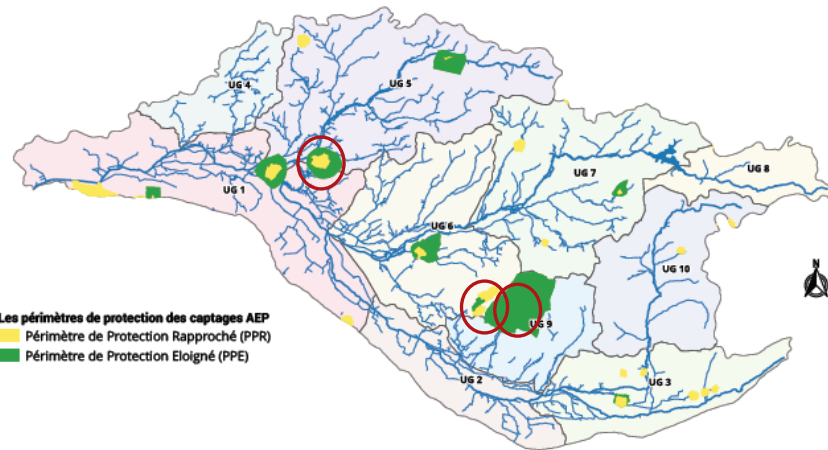 UG 4
UG 5
UG 1
UG 7
UG 8
UG 6
UG 10
N
UG 9
UG 2
UG 3
Les périmètres de protection des captages AEP
Périmètre de Protection Rapproché (PPR)
Périmètre de Protection Eloigné (PPE)